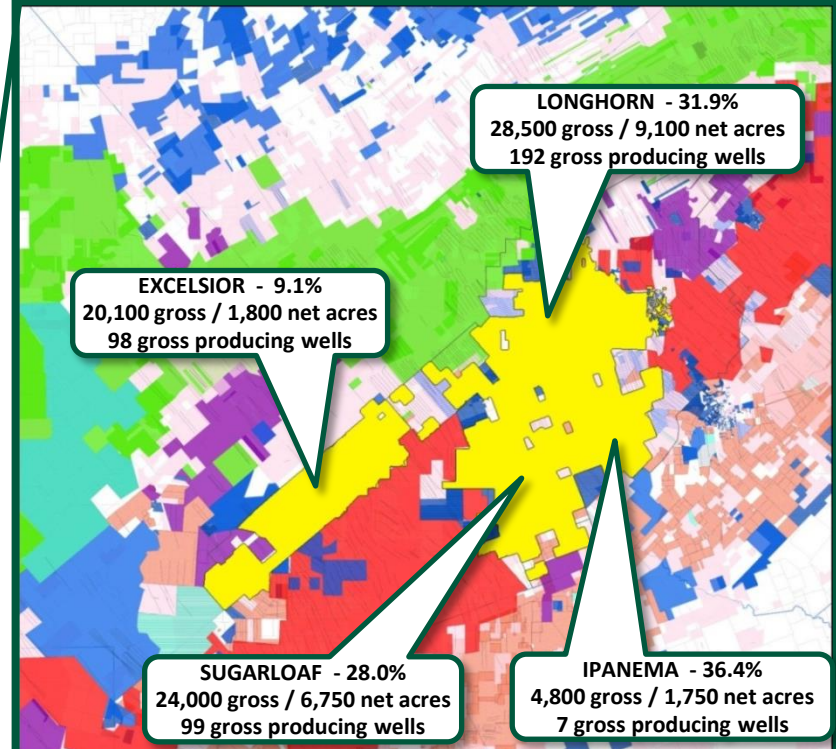 LONGHORN - 31.9%
28,500 gross / 9,100 net acres
192 gross producing wells
EXCELSIOR - 9.1%
20,100 gross / 1,800 net acres
98 gross producing wells
SUGARLOAF - 28.0%
24,000 gross / 6,750 net acres
99 gross producing wells
IPANEMA - 36.4%
4,800 gross / 1,750 net acres
7 gross producing wells